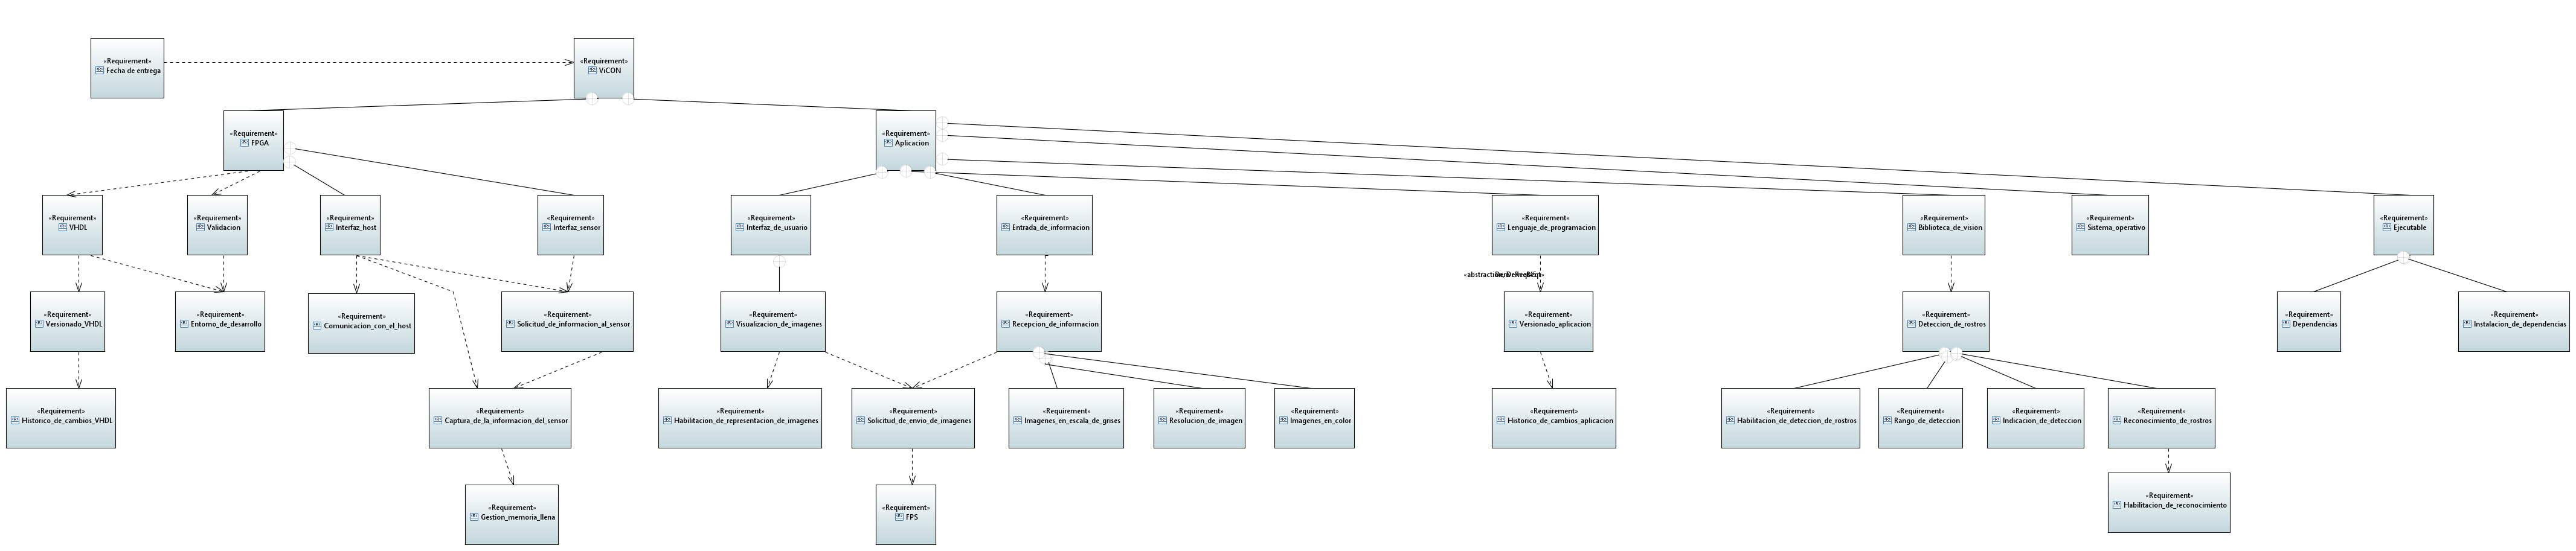 «Requirement»
Fecha de entrega
«Requirement»
ViCON
«Requirement»
FPGA
«Requirement»
Aplicacion
«Requirement»
VHDL
«Requirement»
Validacion
«Requirement»
Interfaz_host
«Requirement»
Interfaz_sensor
«Requirement»
Interfaz_de_usuario
«Requirement»
Entrada_de_informacion
«Requirement»
Lenguaje_de_programacion
«Requirement»
Biblioteca_de_vision
«Requirement»
Sistema_operativo
«Requirement»
Ejecutable
«Requirement»
Versionado_VHDL
«Requirement»
Entorno_de_desarrollo
«Requirement»
Comunicacion_con_el_host
«Requirement»
Solicitud_de_informacion_al_sensor
«Requirement»
Visualizacion_de_imagenes
«Requirement»
Recepcion_de_informacion
«Requirement»
Versionado_aplicacion
«Requirement»
Deteccion_de_rostros
«Requirement»
Dependencias
«Requirement»
Instalacion_de_dependencias
«Requirement»
Historico_de_cambios_VHDL
«Requirement»
Captura_de_la_informacion_del_sensor
«Requirement»
Habilitacion_de_representacion_de_imagenes
«Requirement»
Solicitud_de_envio_de_imagenes
«Requirement»
Imagenes_en_escala_de_grises
«Requirement»
Resolucion_de_imagen
«Requirement»
Imagenes_en_color
«Requirement»
Historico_de_cambios_aplicacion
«Requirement»
Habilitacion_de_deteccion_de_rostros
«Requirement»
Rango_de_deteccion
«Requirement»
Indicacion_de_deteccion
«Requirement»
Reconocimiento_de_rostros
«Requirement»
Gestion_memoria_llena
«Requirement»
FPS
«Requirement»
Habilitacion_de_reconocimiento